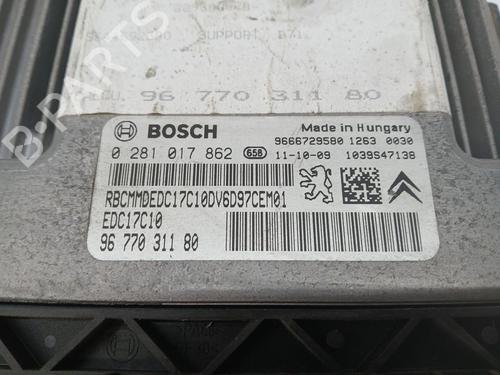 SUPPORT B71
96 770 311 80
BOSCH
Made in Hungary
0 281 017 862 658
9666729580 1263 0030
11-10-09 1039S47138
RBCMMDEDC17C10DV6D97CEM01
EDC17C10
96 770 311 80
B-PARTS